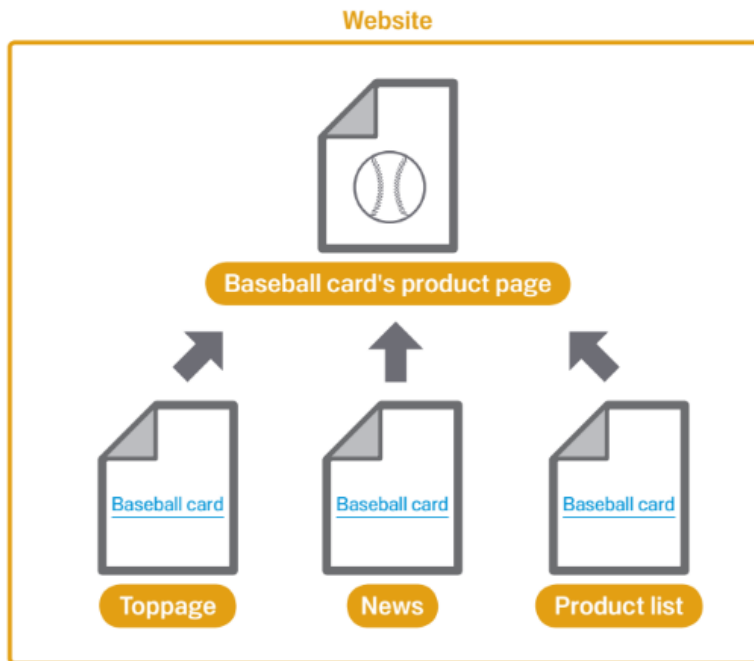 Website
Baseball card's product page
Baseball card
Baseball card
Baseball card
Toppage
News
Product list